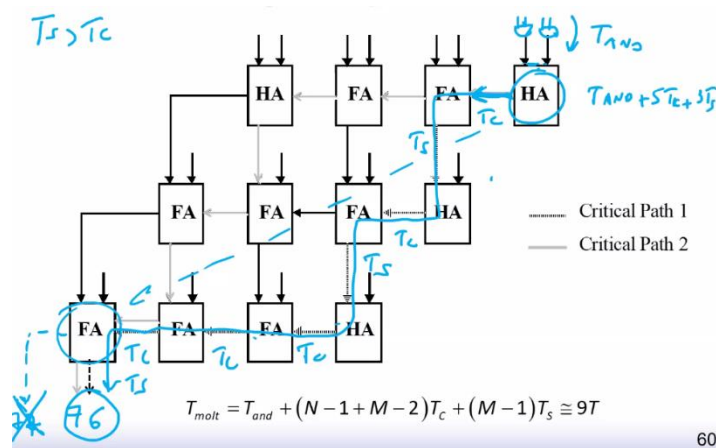 TS > TC
TAND
HA FA FA HA
TAND + 5TC + 3TS
TC
TS
FA FA FA HA
TC
Critical Path 1
Critical Path 2
TS
FA FA FA HA
TC TC TC
TS
76
T_molt = T_and + (N − 1 + M − 2)T_C + (M − 1)T_S ≅ 9T
60